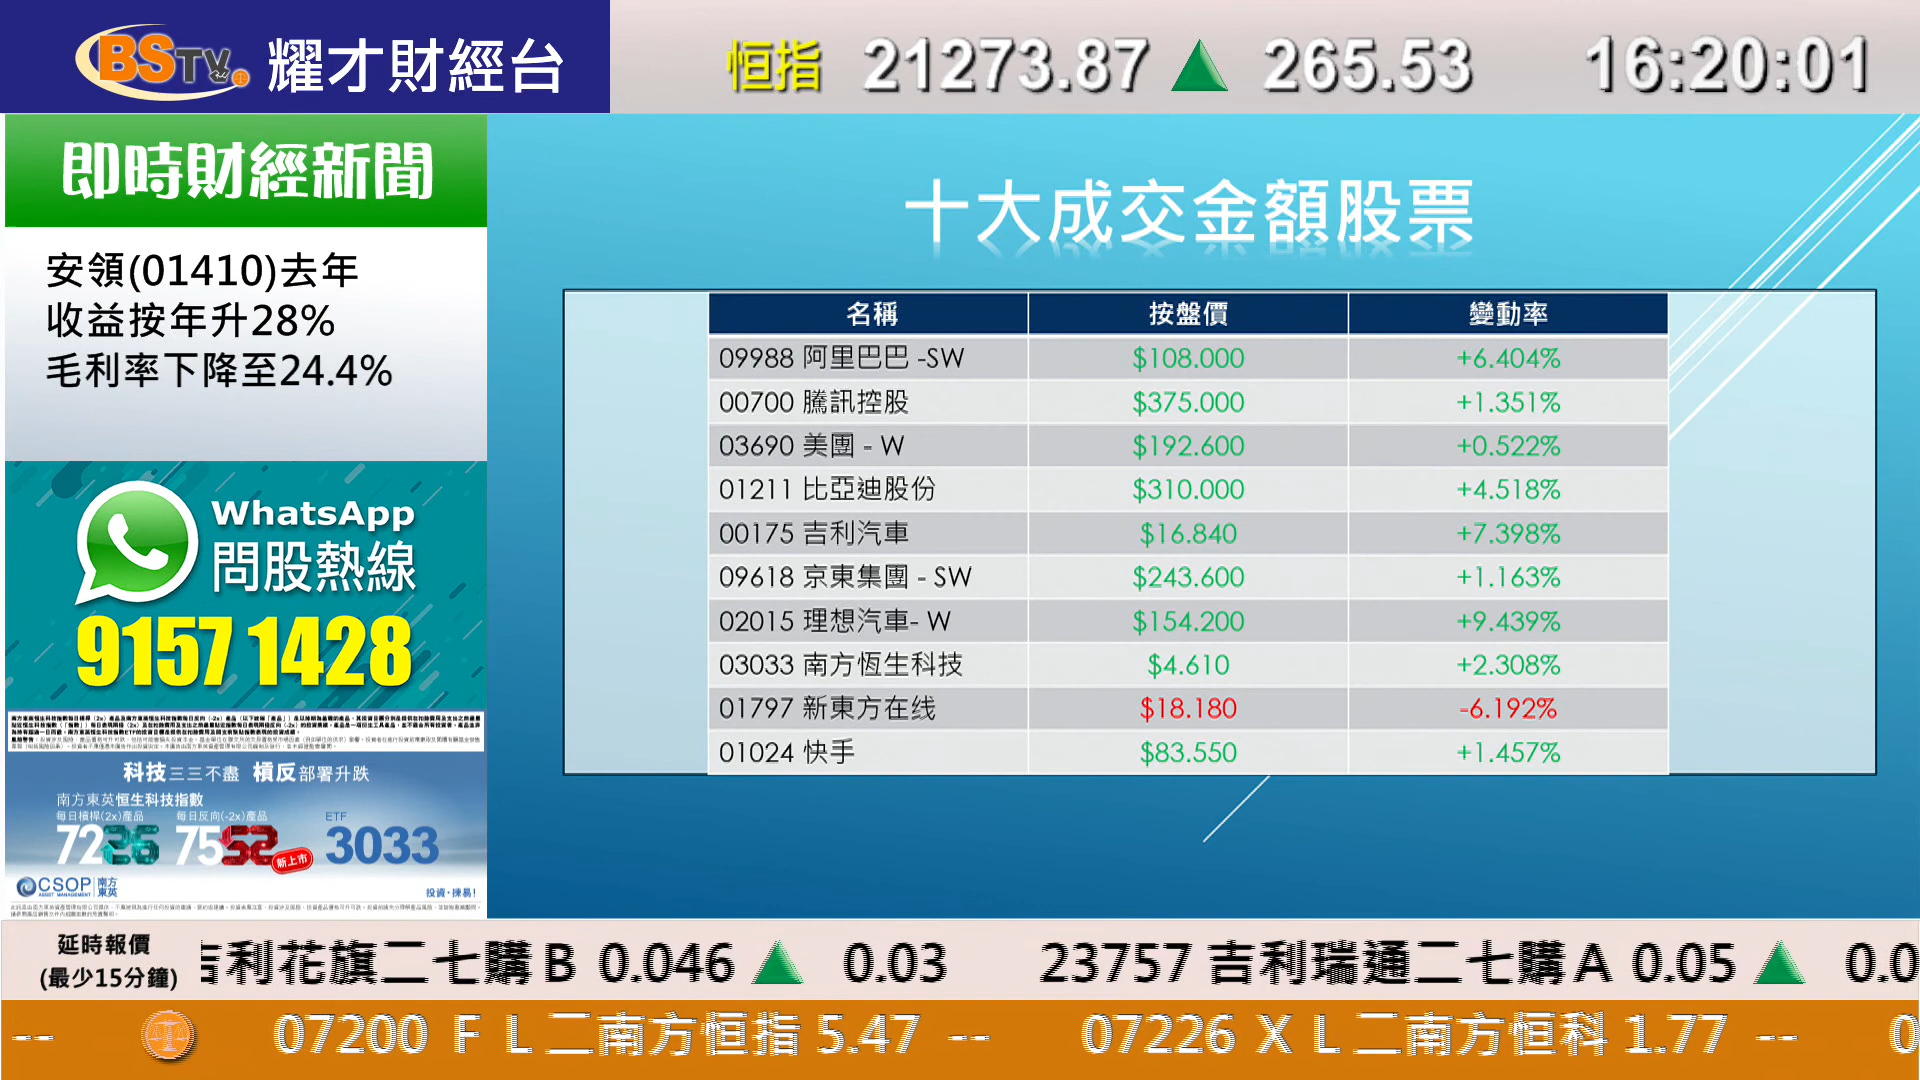 BSTV 耀才財經台
恒指 21273.87 ▲ 265.53 16:20:01
即時財經新聞
安領(01410)去年
收益按年升28%
毛利率下降至24.4%
WhatsApp
問股熱線
9157 1428
科技三三不盡 槓反部署升跌
南方東英恒生科技指數
每日槓桿(2x)產品 每日反向(-2x)產品 ETF
7226 7552 3033
新上市
CSOP 南方東英
ASSET MANAGEMENT
投資·揀易!
十大成交金額股票
名稱 按盤價 變動率
09988 阿里巴巴 -SW $108.000 +6.404%
00700 騰訊控股 $375.000 +1.351%
03690 美團 - W $192.600 +0.522%
01211 比亞迪股份 $310.000 +4.518%
00175 吉利汽車 $16.840 +7.398%
09618 京東集團 - SW $243.600 +1.163%
02015 理想汽車- W $154.200 +9.439%
03033 南方恆生科技 $4.610 +2.308%
01797 新東方在线 $18.180 -6.192%
01024 快手 $83.550 +1.457%
延時報價
(最少15分鐘)
吉利花旗二七購B 0.046 ▲ 0.03 23757 吉利瑞通二七購A 0.05 ▲ 0.0
-- 07200 F L 二南方恒指 5.47 -- 07226 X L 二南方恒科 1.77 -- 0